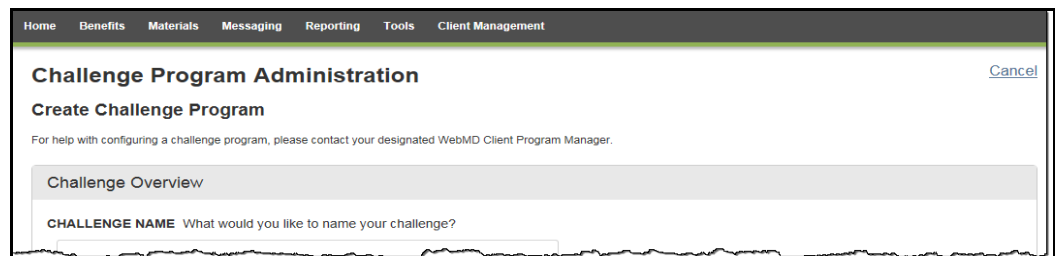 Home Benefits Materials Messaging Reporting Tools Client Management
Challenge Program Administration
Cancel
Create Challenge Program
For help with configuring a challenge program, please contact your designated WebMD Client Program Manager.
Challenge Overview
CHALLENGE NAME What would you like to name your challenge?